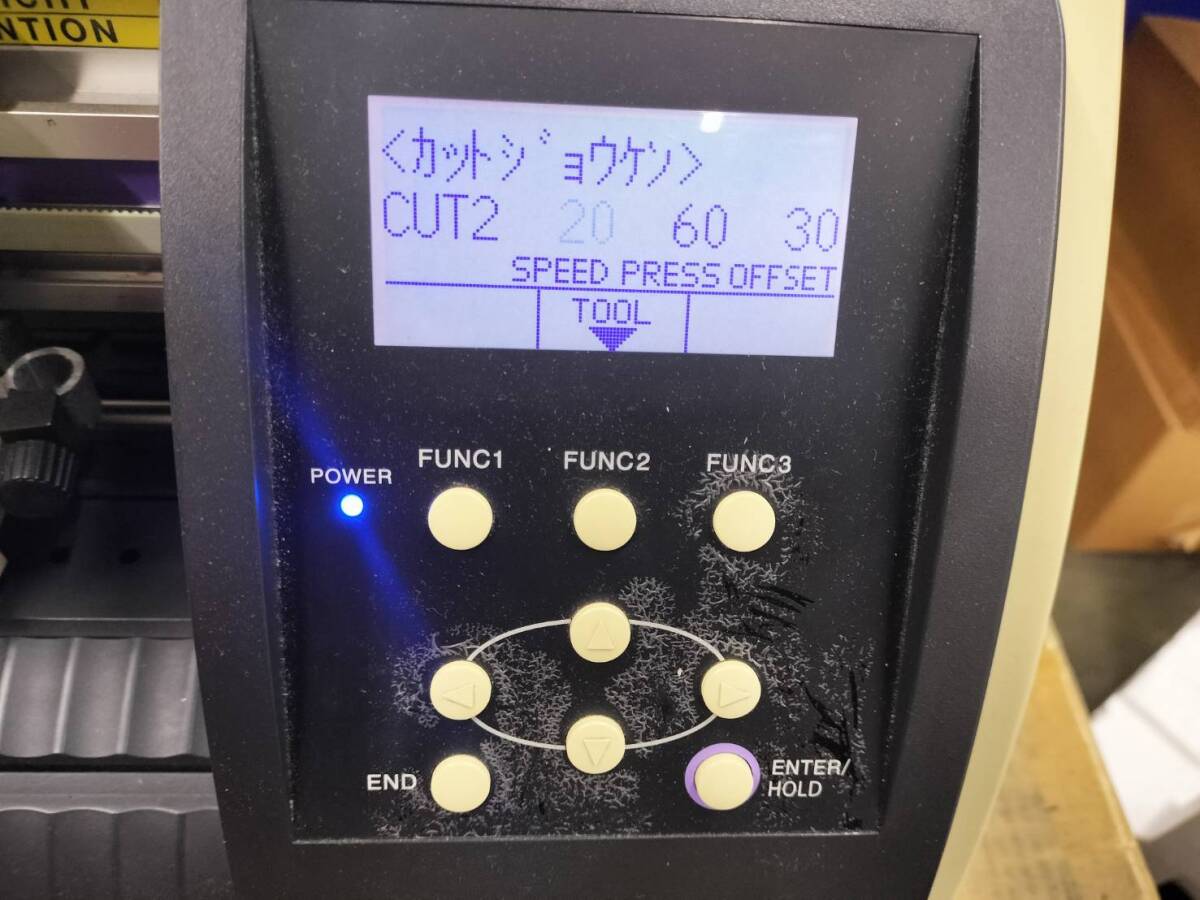 NTION
<カットジョウケン>
CUT2 20 60 30
SPEED PRESS OFFSET
TOOL
POWER
FUNC1 FUNC2 FUNC3
END
ENTER/
HOLD